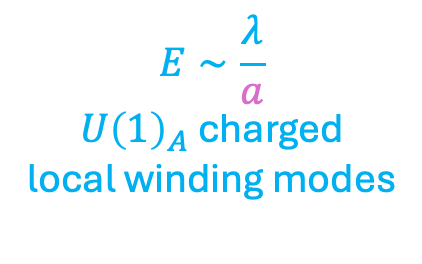 E ~ λ/a
U(1)_A charged
local winding modes